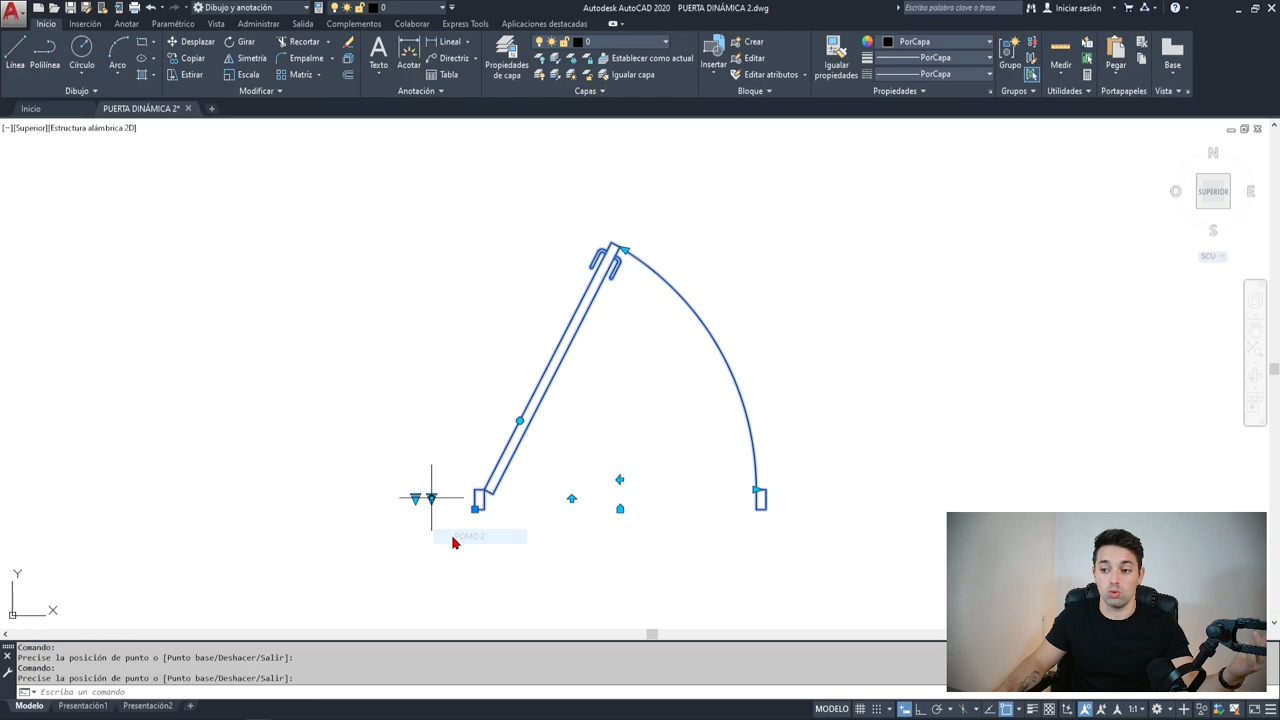 Dibujo y anotación
0
Autodesk AutoCAD 2020 PUERTA DINÁMICA 2.dwg
Escriba palabra clave o frase
Iniciar sesión
Inicio Inserción Anotar Paramétrico Vista Administrar Salida Complementos Colaborar Express Tools Aplicaciones destacadas
Línea Polilínea Círculo Arco
Desplazar Girar Recortar
Copiar Simetría Empalme
Estirar Escala Matriz
Texto Acotar
Lineal
Directriz
Tabla
Propiedades de capa
0
Establecer como actual
Igualar capa
Insertar
Crear
Editar
Editar atributos
Igualar propiedades
PorCapa
PorCapa
PorCapa
Grupo Medir Pegar Base
Dibujo Modificar Anotación Capas Bloque Propiedades Grupos Utilidades Portapapeles Vista
Inicio PUERTA DINÁMICA 2*
[−][Superior][Estructura alámbrica 2D]
N
O SUPERIOR E
S
SCU
POMO 2
Y
X
Comando:
Precise la posición de punto o [Punto base/Deshacer/Salir]:
Comando:
Precise la posición de punto o [Punto base/Deshacer/Salir]:
Escriba un comando
Modelo Presentación1 Presentación2
MODELO 1:1